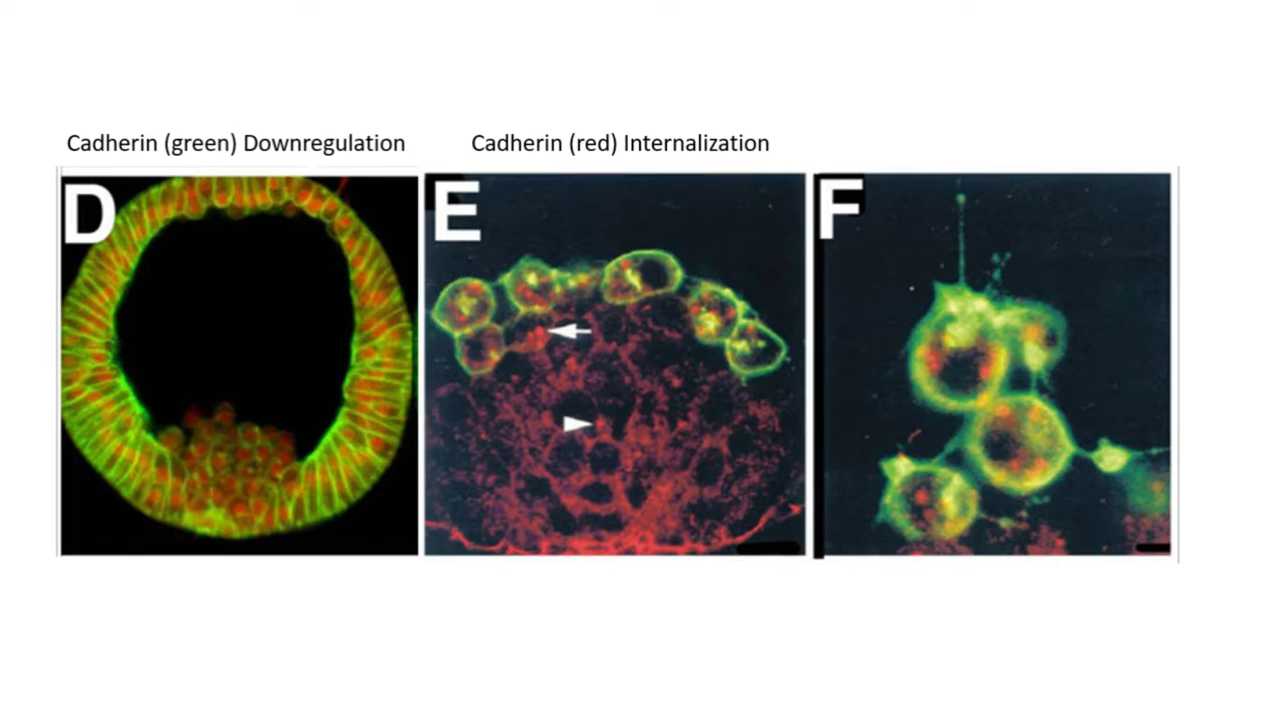 Cadherin (green) Downregulation
Cadherin (red) Internalization
D
E
F